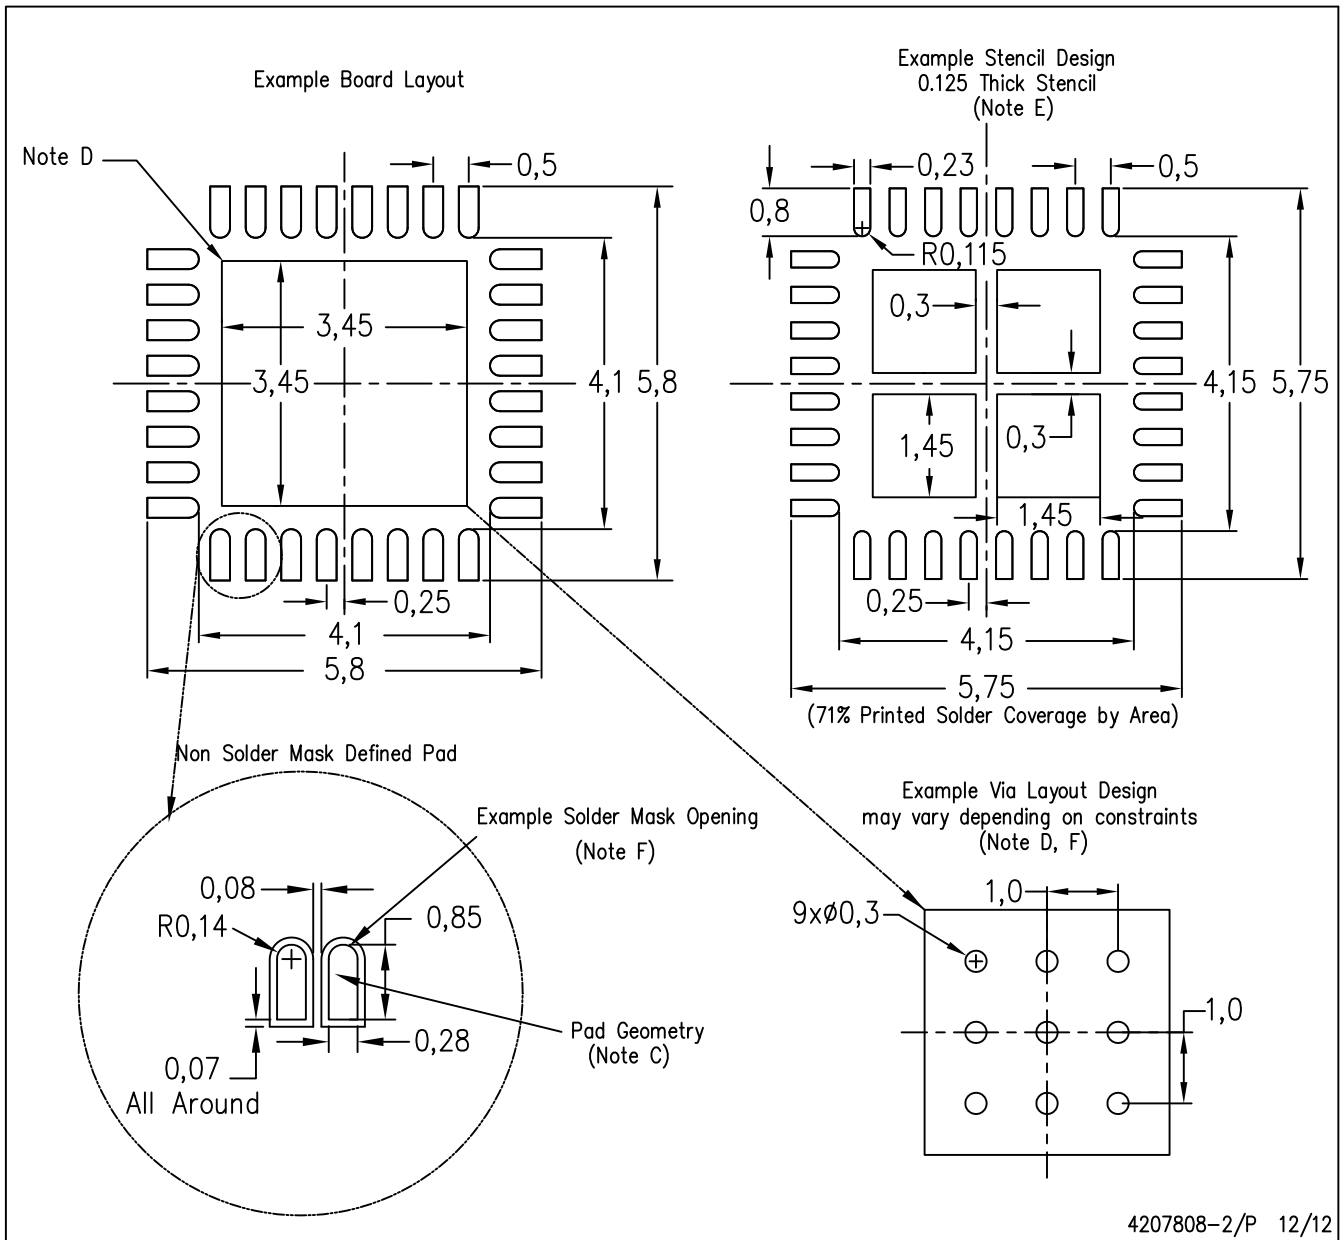 Example Board Layout
Note D
0,5
3,45
3,45
4,1
5,8
0,25
4,1
5,8
Example Stencil Design
0.125 Thick Stencil
(Note E)
0,23
0,5
0,8
R0,115
0,3
4,15
5,75
1,45
0,3
1,45
0,25
4,15
5,75
(71% Printed Solder Coverage by Area)
Non Solder Mask Defined Pad
Example Solder Mask Opening
(Note F)
0,08
R0,14
0,85
0,28
Pad Geometry
(Note C)
0,07
All Around
Example Via Layout Design
may vary depending on constraints
(Note D, F)
1,0
9xø0,3
1,0
4207808-2/P 12/12